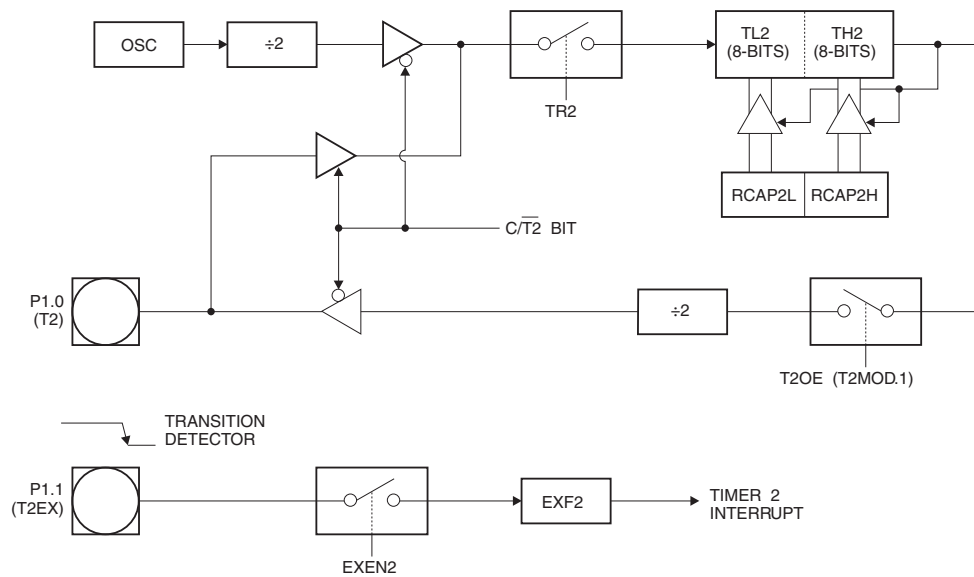 OSC
÷2
TR2
TL2
(8-BITS)
TH2
(8-BITS)
RCAP2L
RCAP2H
C/T2 BIT
P1.0
(T2)
÷2
T2OE (T2MOD.1)
TRANSITION
DETECTOR
P1.1
(T2EX)
EXEN2
EXF2
TIMER 2
INTERRUPT